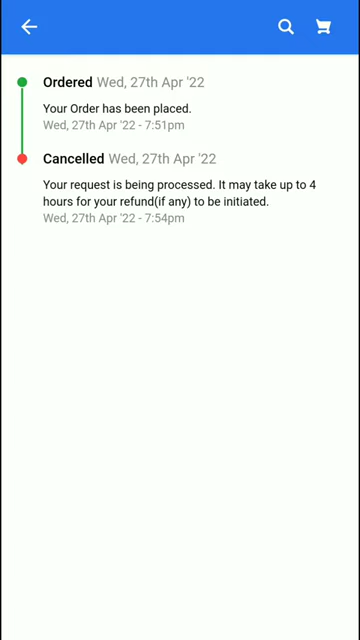 Ordered Wed, 27th Apr '22
Your Order has been placed.
Wed, 27th Apr '22 - 7:51pm
Cancelled Wed, 27th Apr '22
Your request is being processed. It may take up to 4
hours for your refund(if any) to be initiated.
Wed, 27th Apr '22 - 7:54pm